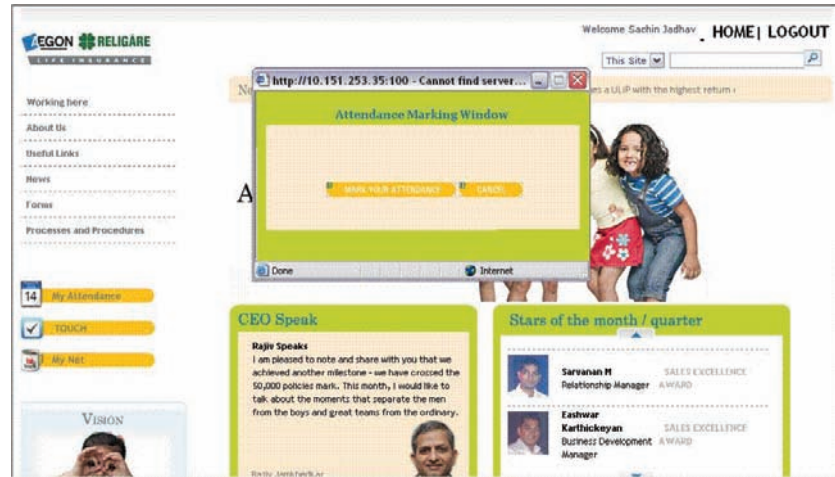 Welcome Sachin Jadhav
HOME | LOGOUT
AEGON RELIGARE
LIFE INSURANCE
This Site
http://10.151.253.35:100 - Cannot find server...
Ne
es a ULIP with the highest return
Attendance Marking Window
MARK YOUR ATTENDANCE
CANCEL
Done
Internet
Working here
About Us
Useful Links
News
Forms
Processes and Procedures
A
14 My Attendance
TOUCH
My Net
VISION
CEO Speak
Rajiv Speaks
I am pleased to note and share with you that we
achieved another milestone - we have crossed the
50,000 policies mark. This month, I would like to
talk about the moments that separate the men
from the boys and great teams from the ordinary.
Rajiv Jamkhedkar
Stars of the month / quarter
Sarvanan M
Relationship Manager
SALES EXCELLENCE
AWARD
Eashwar
Karthickeyan
Business Development
Manager
SALES EXCELLENCE
AWARD